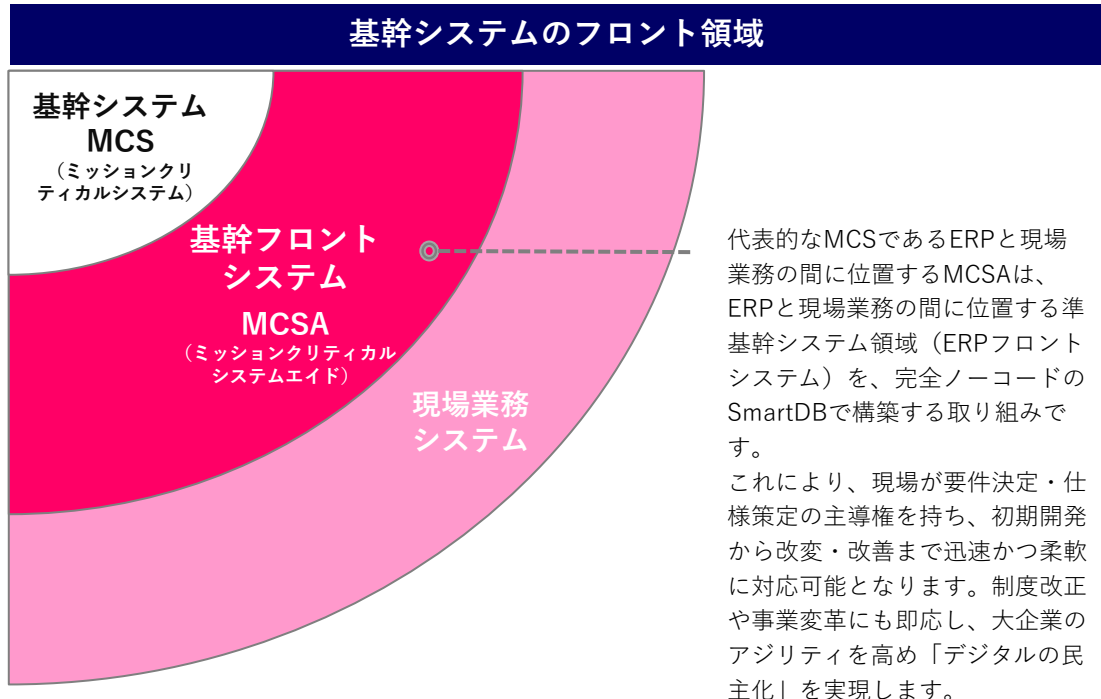 基幹システムのフロント領域
基幹システム
MCS
（ミッションクリ
ティカルシステム）
基幹フロント
システム
MCSA
（ミッションクリティカル
システムエイド）
現場業務
システム
代表的なMCSであるERPと現場
業務の間に位置するMCSAは、
ERPと現場業務の間に位置する準
基幹システム領域（ERPフロント
システム）を、完全ノーコードの
SmartDBで構築する取り組みで
す。
これにより、現場が要件決定・仕
様策定の主導権を持ち、初期開発
から改変・改善まで迅速かつ柔軟
に対応可能となります。制度改正
や事業変革にも即応し、大企業の
アジリティを高め「デジタルの民
主化」を実現します。